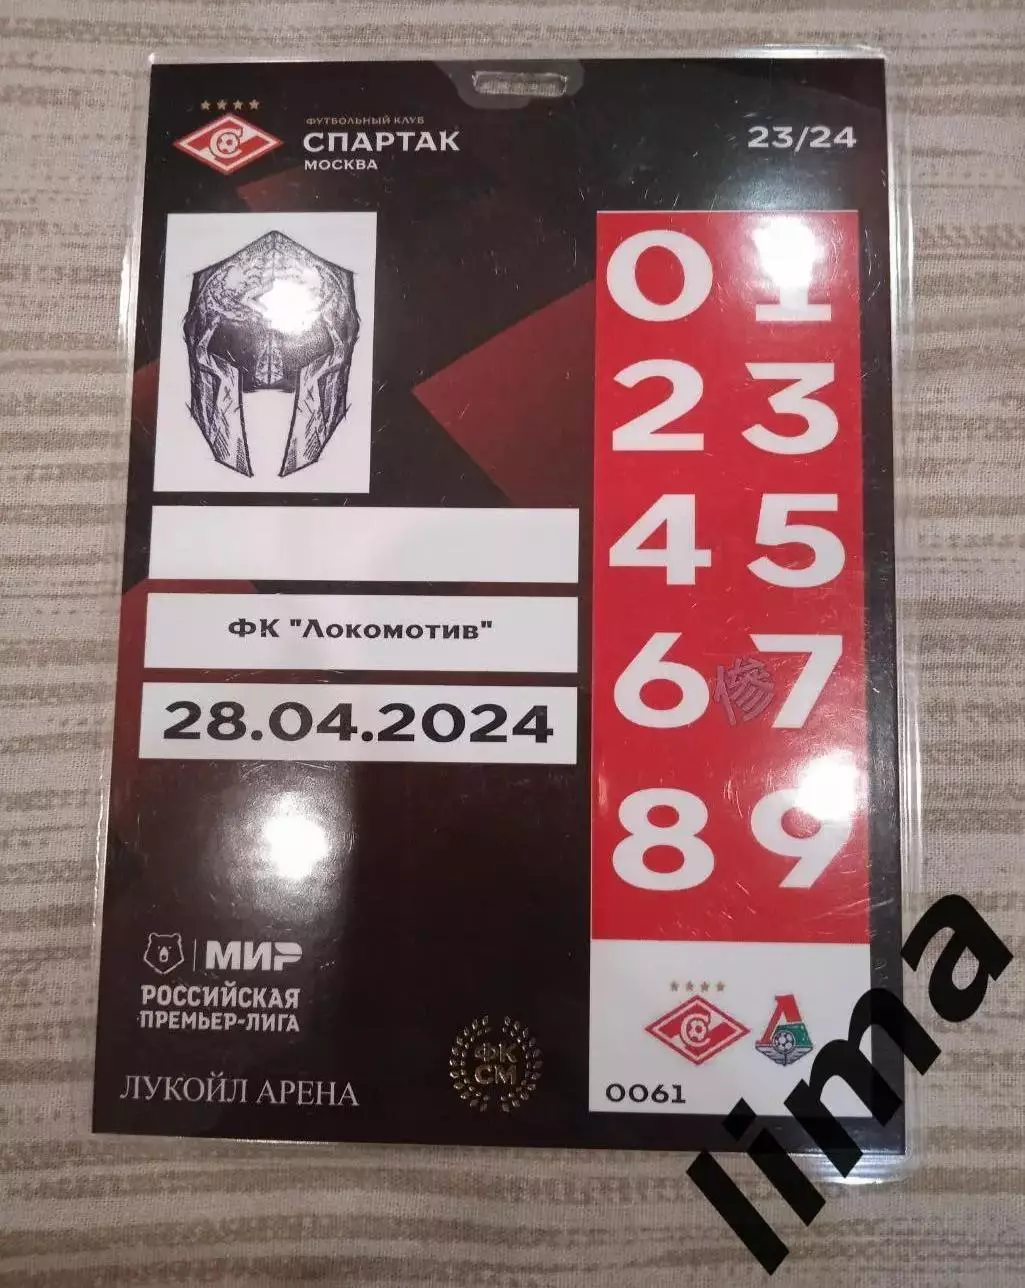 ФУТБОЛЬНЫЙ КЛУБ
СПАРТАК
МОСКВА
23/24
0 1
2 3
4 5
6 7
惨
8 9
ФК "Локомотив"
28.04.2024
МИР
РОССИЙСКАЯ
ПРЕМЬЕР-ЛИГА
ЛУКОЙЛ АРЕНА
ФК
СМ
0061
lima